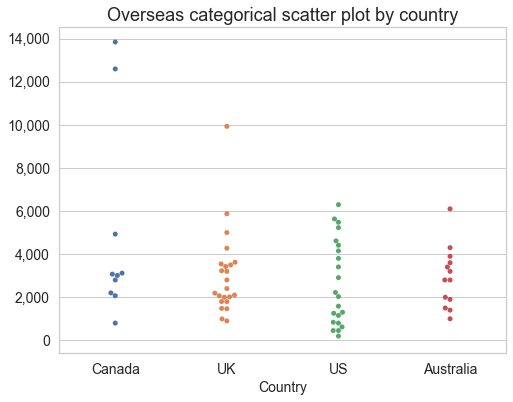 Overseas categorical scatter plot by country
14,000
12,000
10,000
8,000
6,000
4,000
2,000
0
Canada UK US Australia
Country